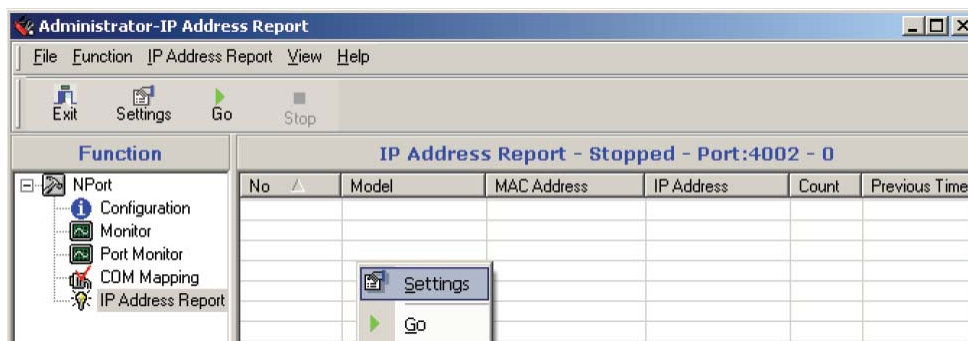 Administrator-IP Address Report
File Function IP Address Report View Help
Exit Settings Go Stop
Function
IP Address Report - Stopped - Port:4002 - 0
No Model MAC Address IP Address Count Previous Time
NPort
Configuration
Monitor
Port Monitor
COM Mapping
IP Address Report
Settings
Go